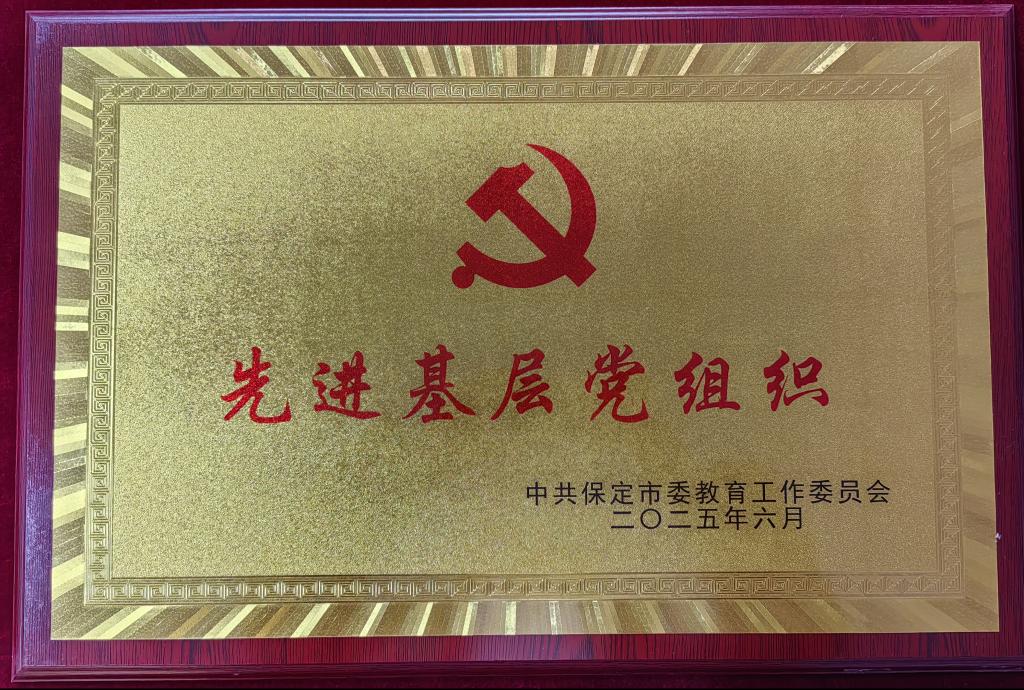 先进基层党组织
中共保定市委教育工作委员会
二〇二五年六月